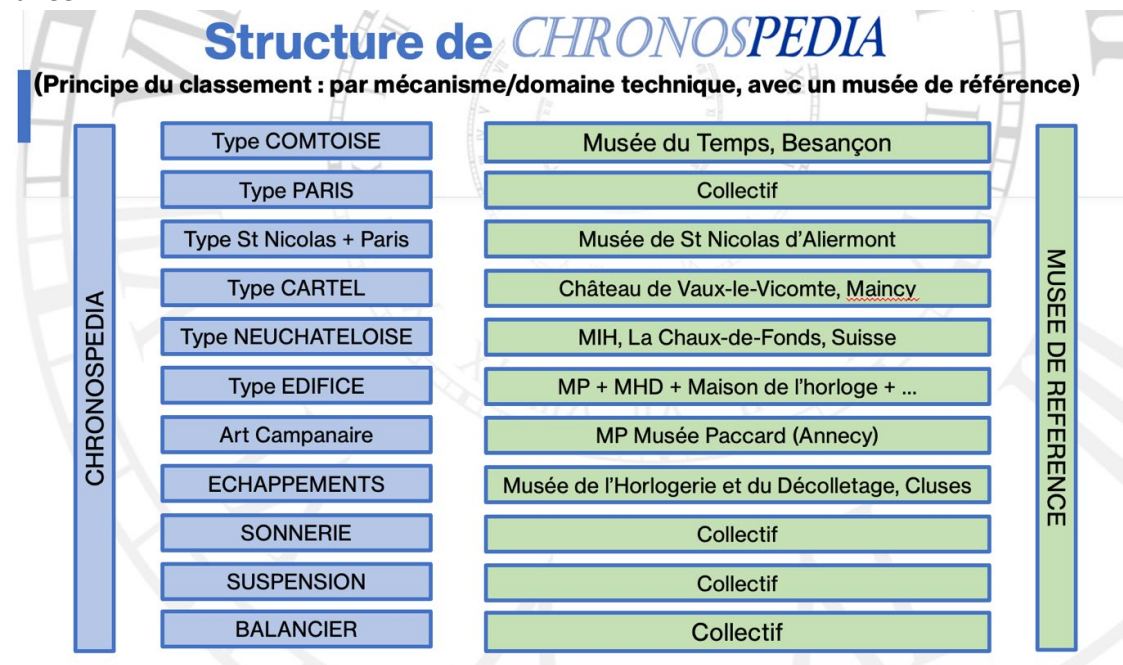 Structure de CHRONOSPEDIA
(Principe du classement : par mécanisme/domaine technique, avec un musée de référence)
CHRONOSPEDIA
Type COMTOISE
Musée du Temps, Besançon
Type PARIS
Collectif
Type St Nicolas + Paris
Musée de St Nicolas d’Aliermont
Type CARTEL
Château de Vaux-le-Vicomte, Maincy
Type NEUCHATELOISE
MIH, La Chaux-de-Fonds, Suisse
Type EDIFICE
MP + MHD + Maison de l’horloge + ...
Art Campanaire
MP Musée Paccard (Annecy)
ECHAPPEMENTS
Musée de l’Horlogerie et du Décolletage, Cluses
SONNERIE
Collectif
SUSPENSION
Collectif
BALANCIER
Collectif
MUSEE DE REFERENCE